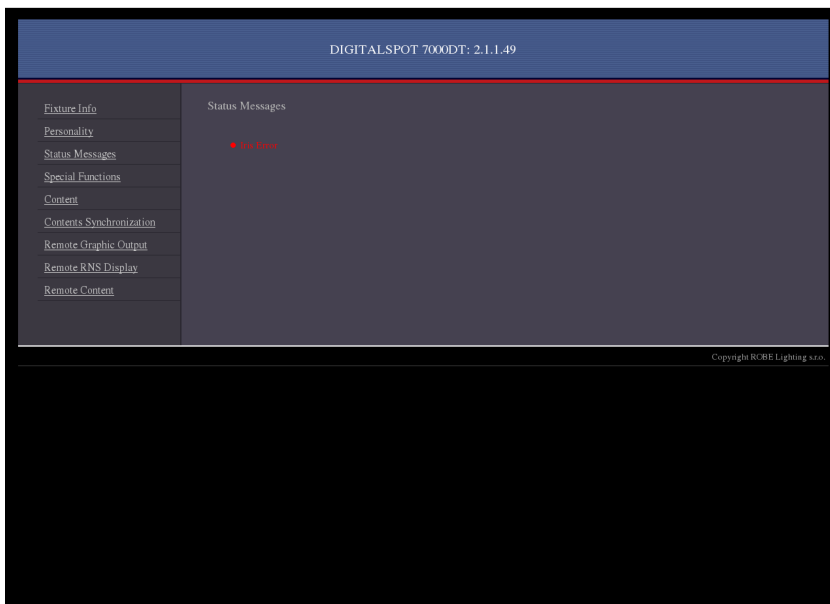 DIGITALSPOT 7000DT: 2.1.1.49
Fixture Info
Personality
Status Messages
Special Functions
Content
Contents Synchronization
Remote Graphic Output
Remote RNS Display
Remote Content
Status Messages
Copyright ROBE Lighting s.r.o.